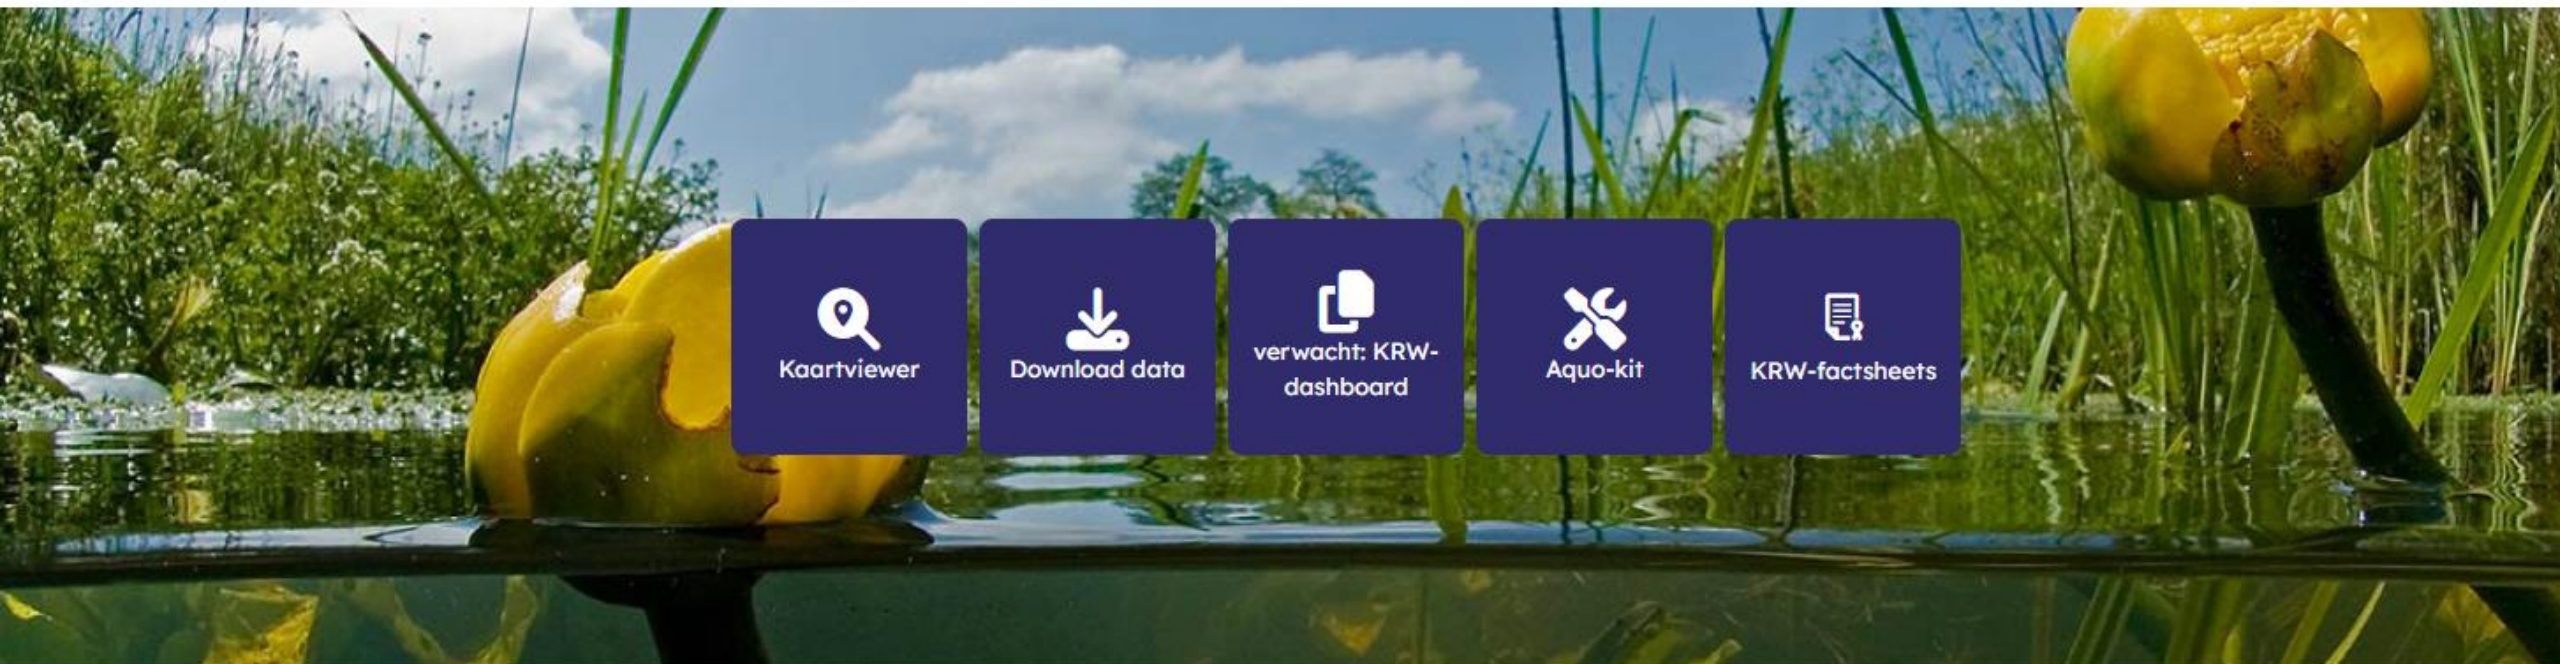 Kaartviewer
Download data
verwacht: KRW-
dashboard
Aquo-kit
KRW-factsheets